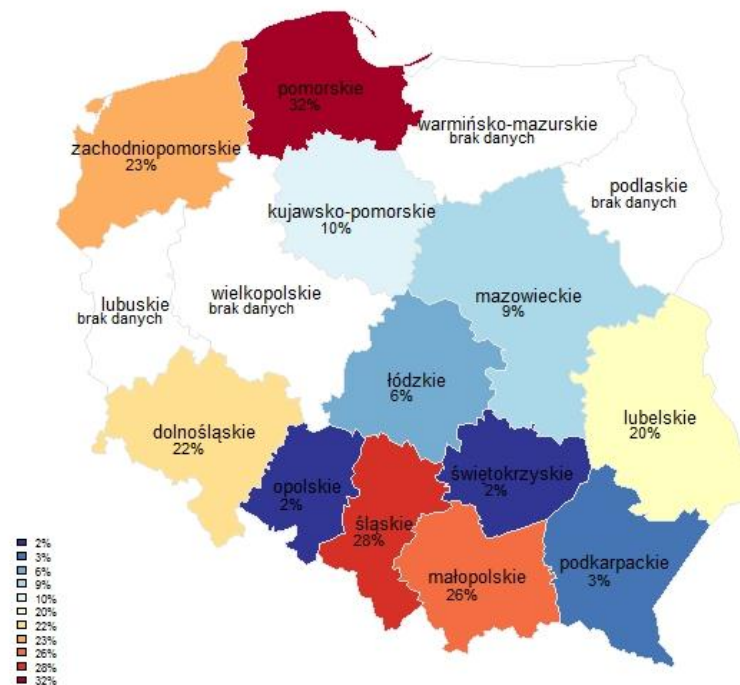 pomorskie
32%
warmińsko-mazurskie
brak danych
zachodniopomorskie
23%
podlaskie
brak danych
kujawsko-pomorskie
10%
wielkopolskie
brak danych
mazowieckie
9%
lubuskie
brak danych
łódzkie
6%
lubelskie
20%
dolnośląskie
22%
opolskie
2%
śląskie
28%
świętokrzyskie
2%
małopolskie
26%
podkarpackie
3%
2%
3%
6%
9%
10%
20%
22%
23%
26%
28%
32%